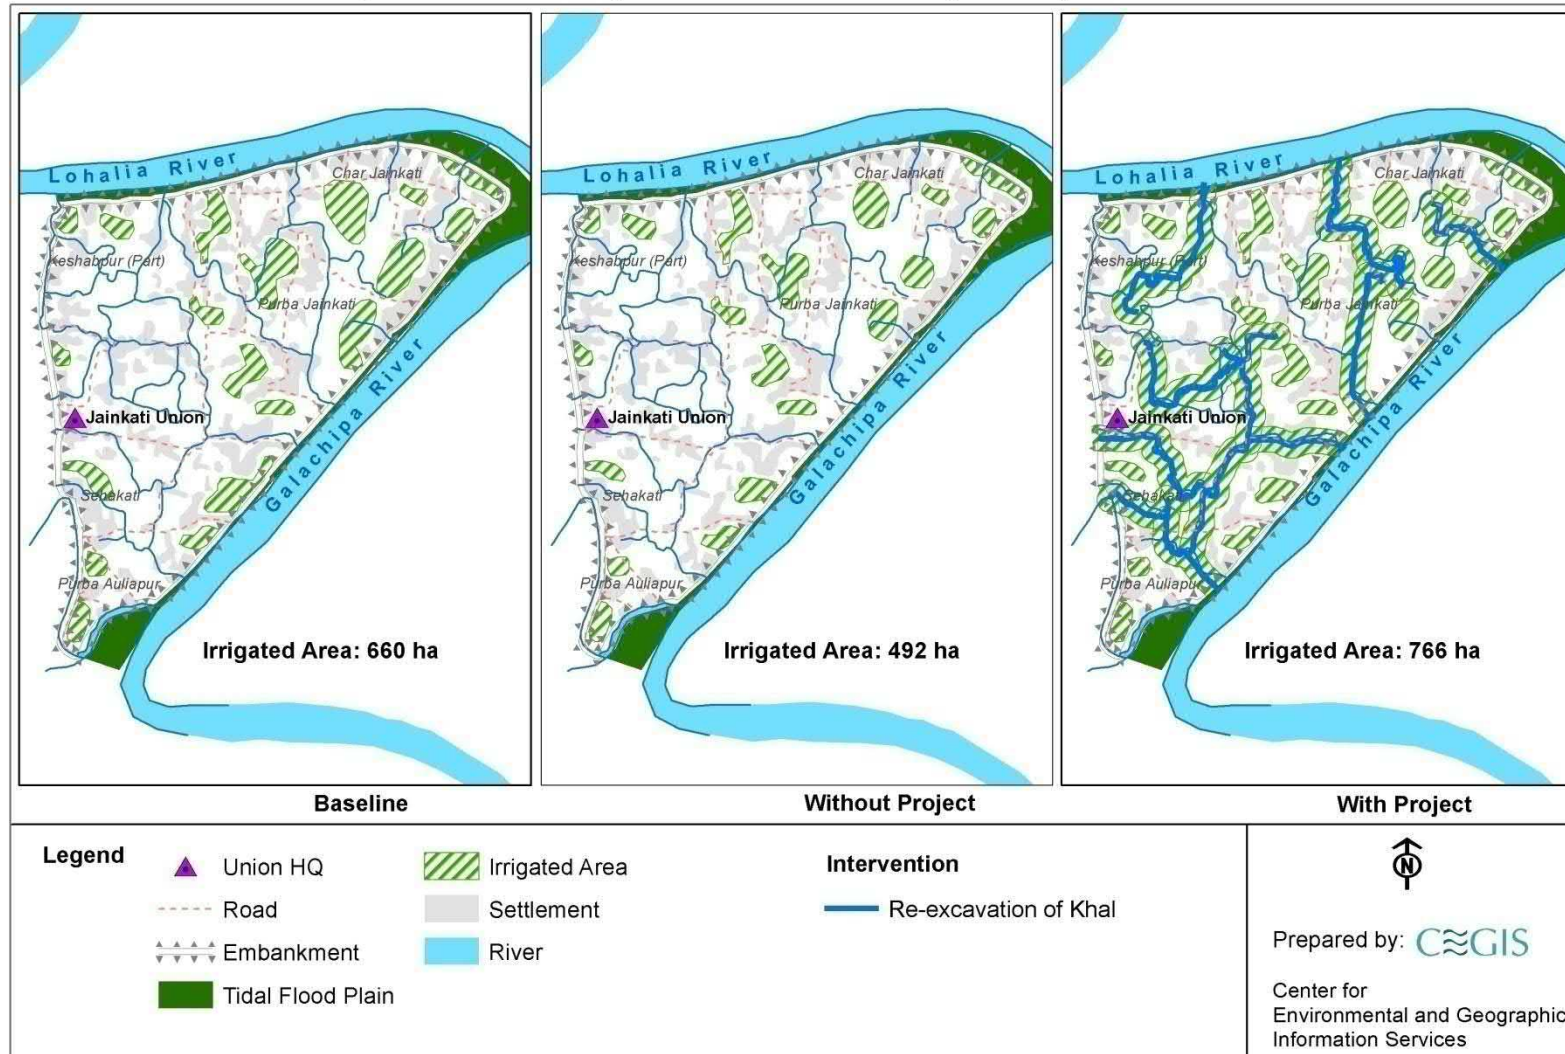 Lohalia River
Char Jainkati
Keshabpur (Part)
Purba Jainkati
Jainkati Union
Sehakati
Galachipa River
Purba Auliapur
Irrigated Area: 660 ha
Baseline
Lohalia River
Char Jainkati
Keshabpur (Part)
Purba Jainkati
Jainkati Union
Sehakati
Galachipa River
Purba Auliapur
Irrigated Area: 492 ha
Without Project
Lohalia River
Char Jainkati
Keshabpur (Part)
Purba Jainkati
Jainkati Union
Sehakati
Galachipa River
Purba Auliapur
Irrigated Area: 766 ha
With Project
Legend
Union HQ
Road
Embankment
Tidal Flood Plain
Irrigated Area
Settlement
River
Intervention
Re-excavation of Khal
N
Prepared by: CEGIS
Center for
Environmental and Geographic
Information Services